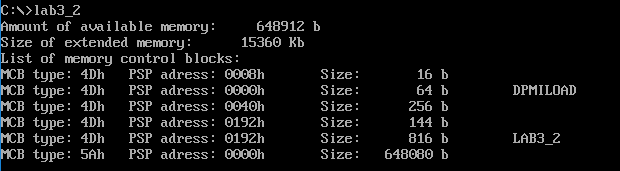 C:\>lab3_2
Amount of available memory: 648912 b
Size of extended memory: 15360 Kb
List of memory control blocks:
MCB type: 4Dh PSP adress: 0008h Size: 16 b
MCB type: 4Dh PSP adress: 0000h Size: 64 b DPMILOAD
MCB type: 4Dh PSP adress: 0040h Size: 256 b
MCB type: 4Dh PSP adress: 0192h Size: 144 b
MCB type: 4Dh PSP adress: 0192h Size: 816 b LAB3_2
MCB type: 5Ah PSP adress: 0000h Size: 648080 b